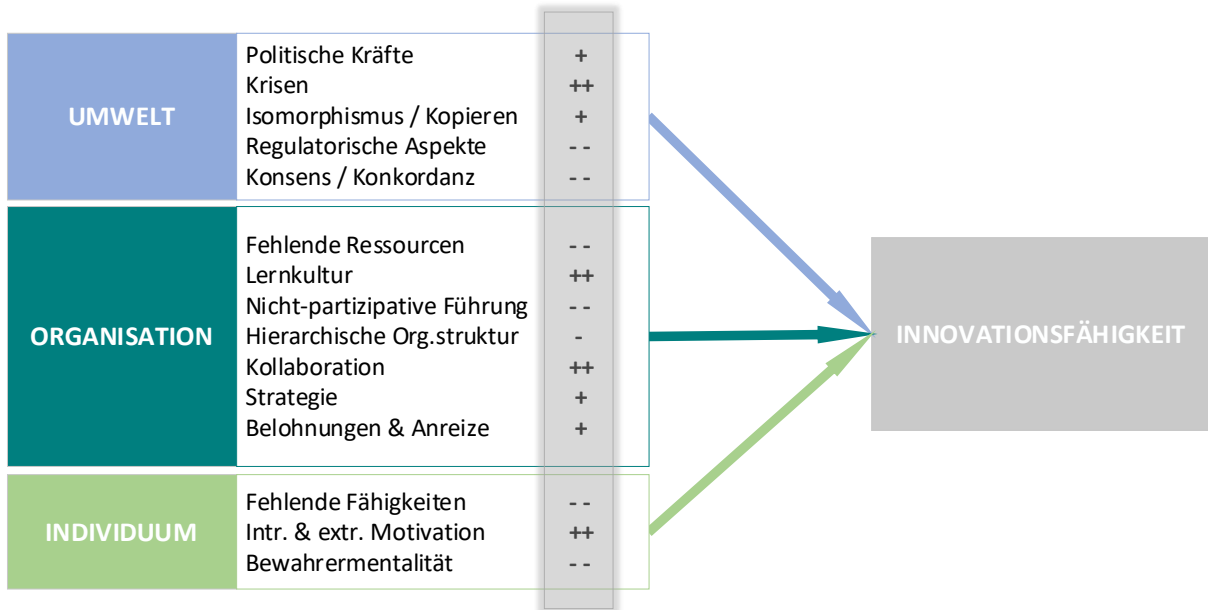 UMWELT
Politische Kräfte +
Krisen ++
Isomorphismus / Kopieren +
Regulatorische Aspekte - -
Konsens / Konkordanz - -
ORGANISATION
Fehlende Ressourcen - -
Lernkultur ++
Nicht-partizipative Führung - -
Hierarchische Org.struktur -
Kollaboration ++
Strategie +
Belohnungen & Anreize +
INDIVIDUUM
Fehlende Fähigkeiten - -
Intr. & extr. Motivation ++
Bewahrermentalität - -
INNOVATIONSFÄHIGKEIT